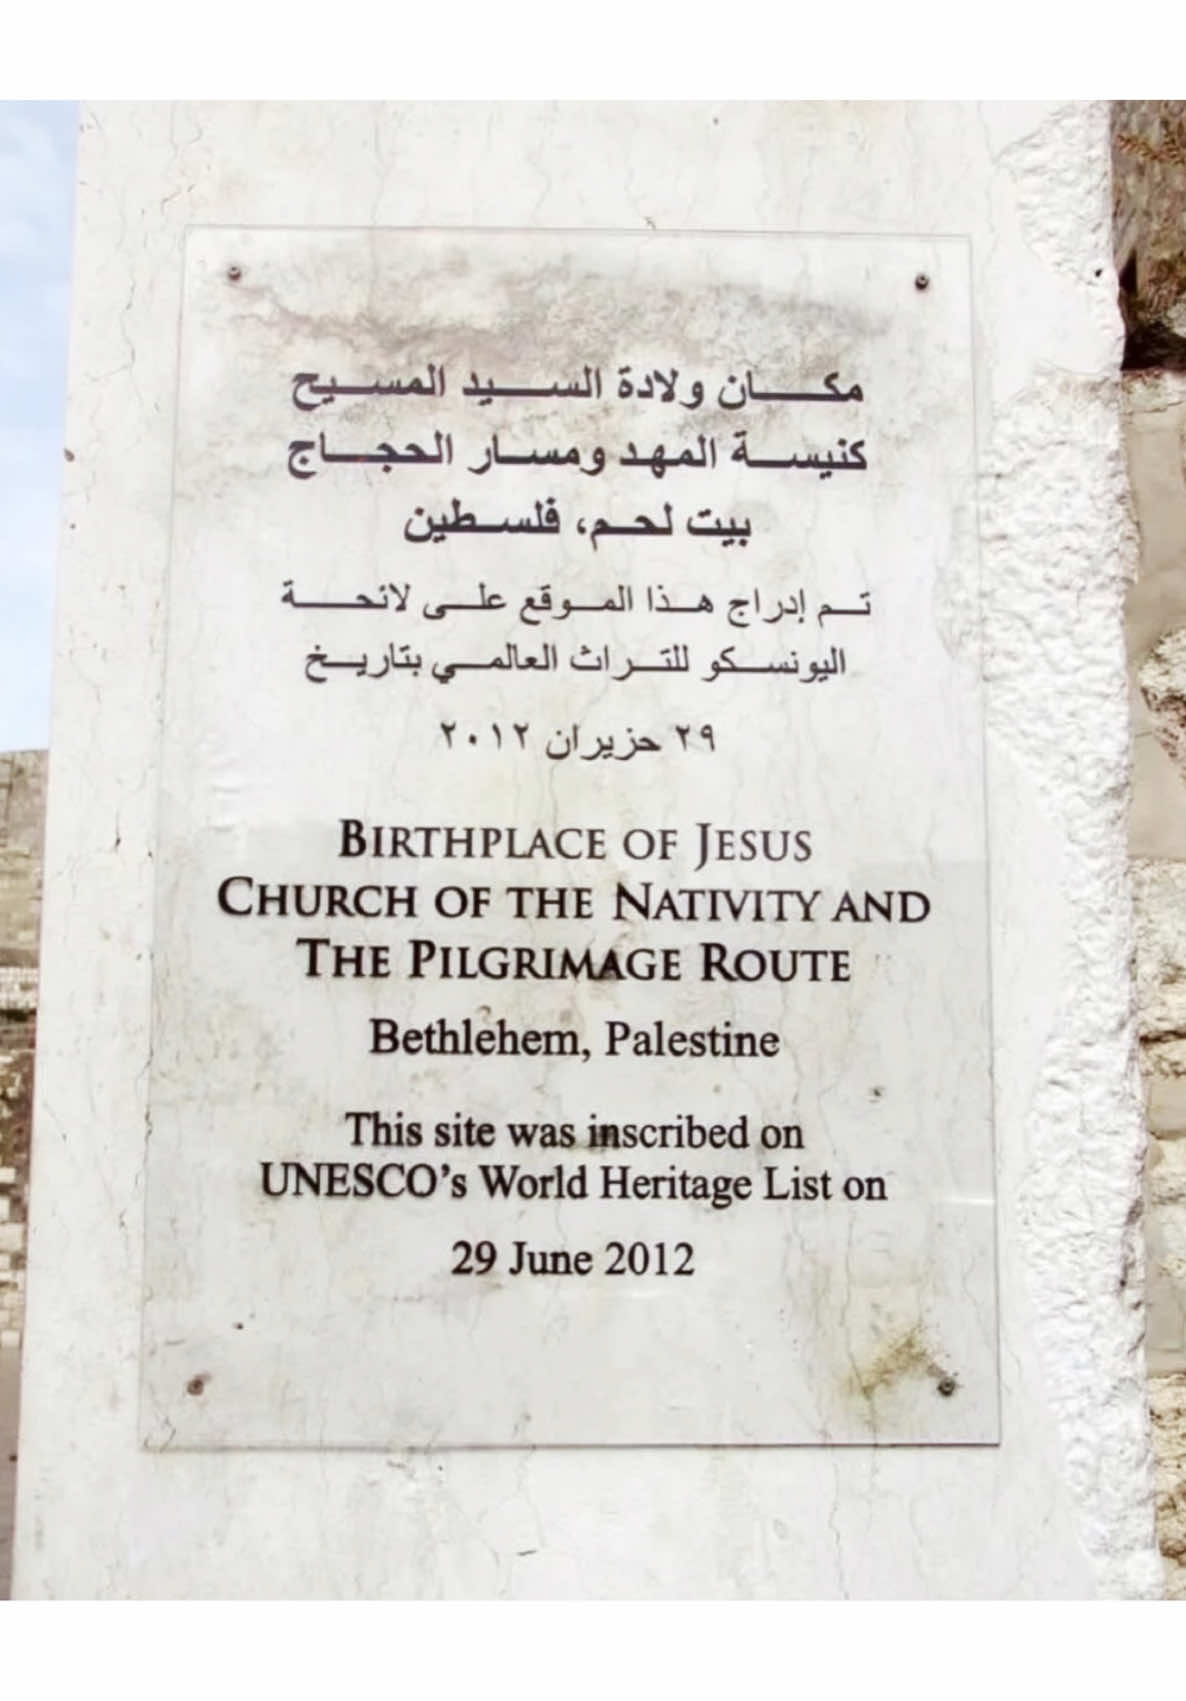 مكان ولادة السيد المسيح
كنيسة المهد ومسار الحجاج
بيت لحم، فلسطين
تم إدراج هذا الموقع على لائحة
اليونسكو للتراث العالمي بتاريخ
٢٩ حزيران ٢٠١٢
BIRTHPLACE OF JESUS
CHURCH OF THE NATIVITY AND
THE PILGRIMAGE ROUTE
Bethlehem, Palestine
This site was inscribed on
UNESCO's World Heritage List on
29 June 2012